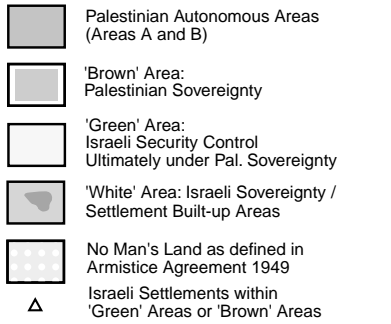 Palestinian Autonomous Areas
(Areas A and B)
'Brown' Area:
Palestinian Sovereignty
'Green' Area:
Israeli Security Control
Ultimately under Pal. Sovereignty
'White' Area: Israeli Sovereignty /
Settlement Built-up Areas
No Man's Land as defined in
Armistice Agreement 1949
Israeli Settlements within
'Green' Areas or 'Brown' Areas